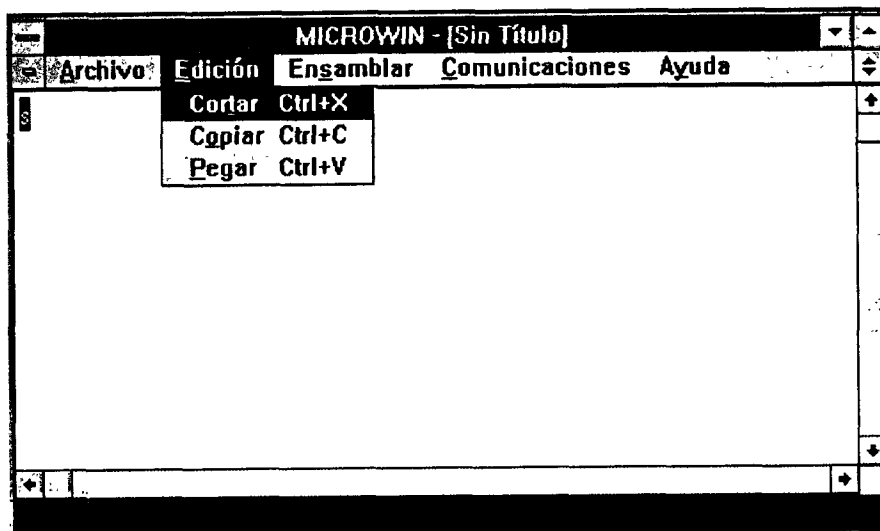 MICROWIN - [Sin Título]
Archivo Edición Ensamblar Comunicaciones Ayuda
s
Cortar Ctrl+X
Copiar Ctrl+C
Pegar Ctrl+V